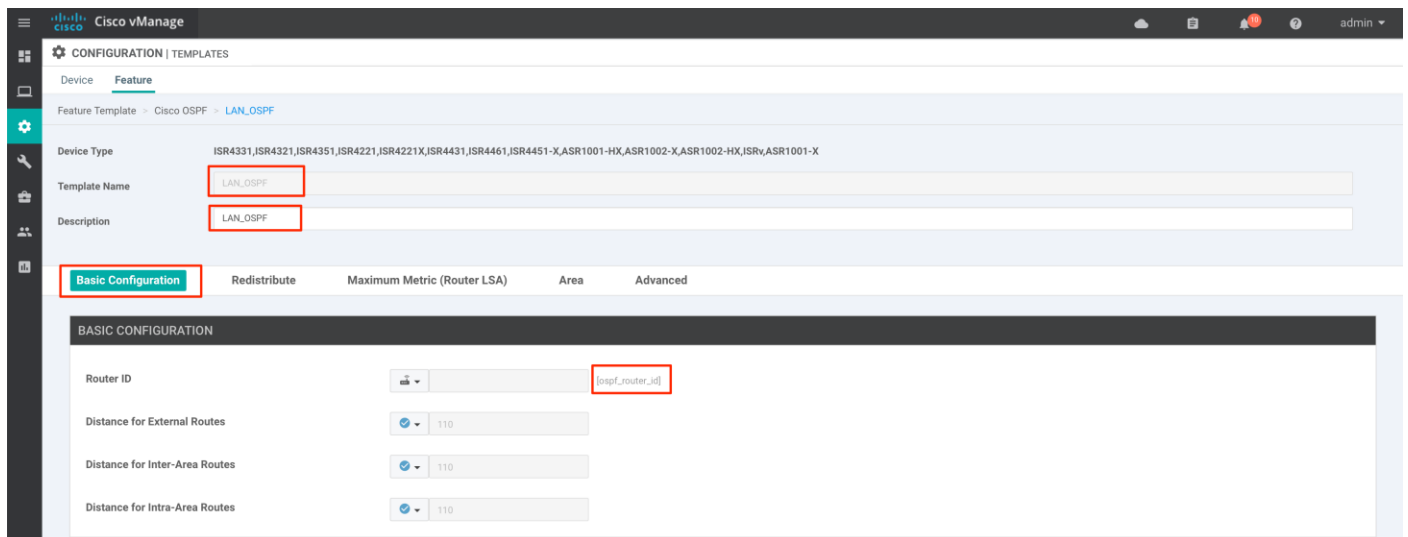 cisco Cisco vManage 10 admin
CONFIGURATION | TEMPLATES
Device Feature
Feature Template > Cisco OSPF > LAN_OSPF
Device Type ISR4331,ISR4321,ISR4351,ISR4221,ISR4221X,ISR4431,ISR4461,ISR4451-X,ASR1001-HX,ASR1002-X,ASR1002-HX,ISRv,ASR1001-X
Template Name LAN_OSPF
Description LAN_OSPF
Basic Configuration Redistribute Maximum Metric (Router LSA) Area Advanced
BASIC CONFIGURATION
Router ID [ospf_router_id]
Distance for External Routes 110
Distance for Inter-Area Routes 110
Distance for Intra-Area Routes 110